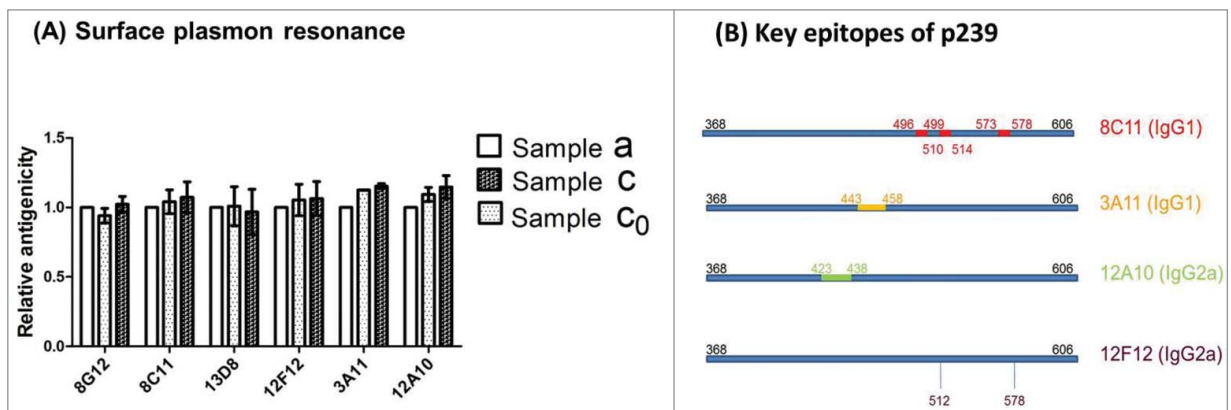 (A) Surface plasmon resonance
Relative antigenicity
1.5
1.0
0.5
0.0
8G12
8C11
13D8
12F12
3A11
12A10
Sample a
Sample c
Sample c0
(B) Key epitopes of p239
368 496 499 573 578 606 8C11 (IgG1)
510 514
368 443 458 606 3A11 (IgG1)
368 423 438 606 12A10 (IgG2a)
368 606 12F12 (IgG2a)
512 578